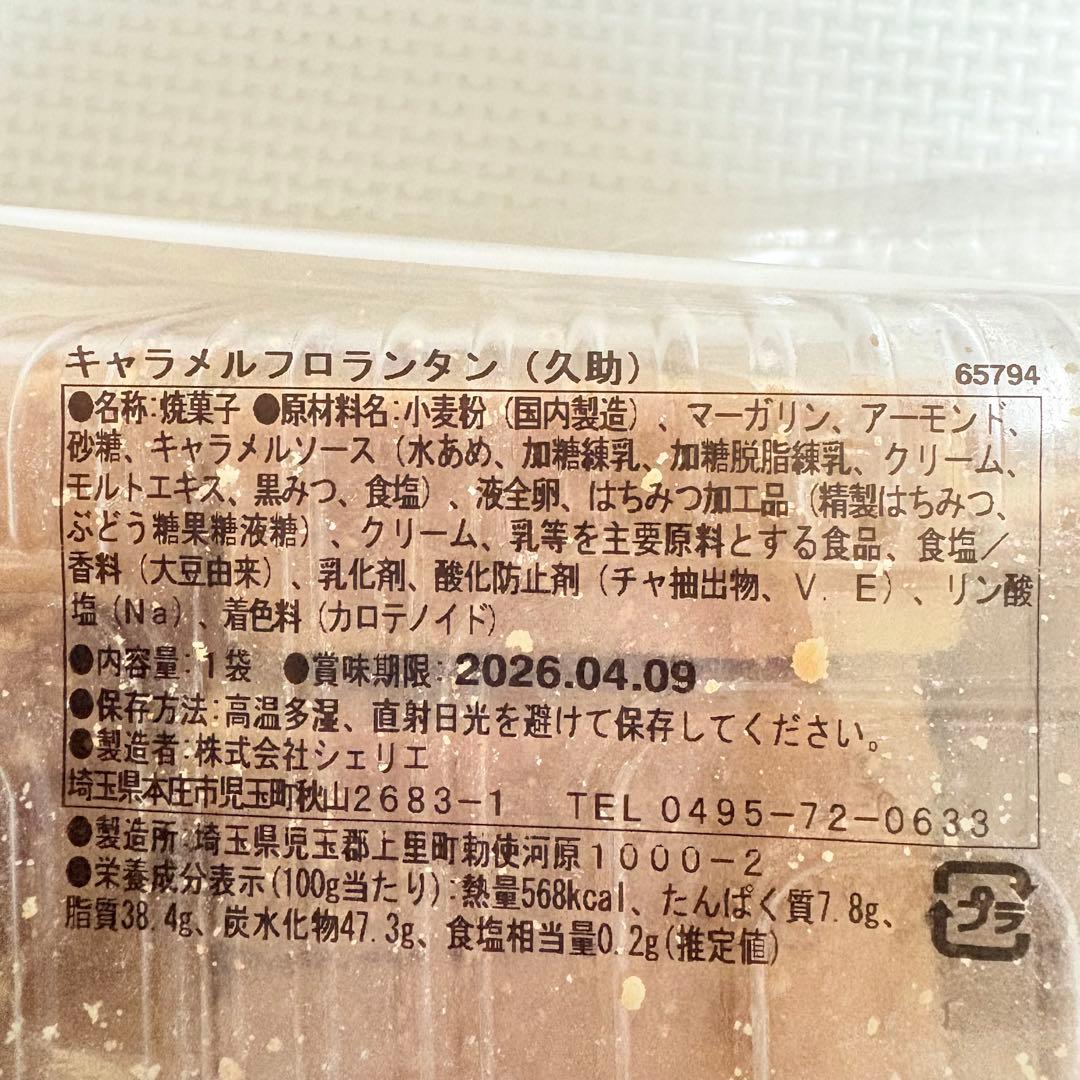 キャラメルフロランタン（久助）
65794
●名称:焼菓子 ●原材料名:小麦粉（国内製造）、マーガリン、アーモンド、
砂糖、キャラメルソース（水あめ、加糖練乳、加糖脱脂練乳、クリーム、
モルトエキス、黒みつ、食塩）、液全卵、はちみつ加工品（精製はちみつ、
ぶどう糖果糖液糖）、クリーム、乳等を主要原料とする食品、食塩／
香料（大豆由来）、乳化剤、酸化防止剤（チャ抽出物、Ｖ．Ｅ）、リン酸
塩（Ｎａ）、着色料（カロテノイド）
●内容量:１袋 ●賞味期限: 2026.04.09
●保存方法:高温多湿、直射日光を避けて保存してください。
●製造者:株式会社シェリエ
埼玉県本庄市児玉町秋山２６８３−１ ＴＥＬ ０４９５−７２−０６３３
●製造所:埼玉県児玉郡上里町勅使河原１０００−２
●栄養成分表示(100g当たり):熱量568kcal、たんぱく質7.8g、
脂質38.4g、炭水化物47.3g、食塩相当量0.2g(推定値)
プラ